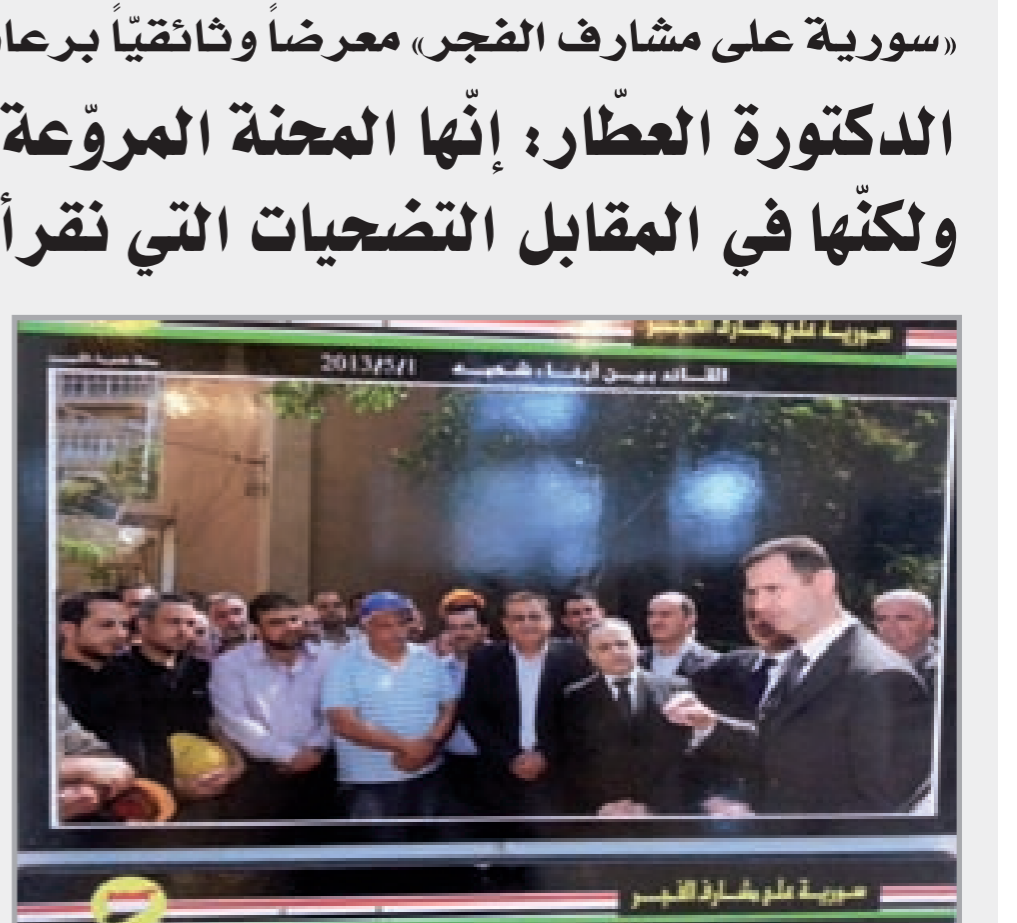 «سورية على مشارف الفجر» معرضاً وثائقيّاً برعا
الدكتورة العطّار: إنّها المحنة المروّعة
ولكنّها في المقابل التضحيات التي نقرأ
سورية على مشارف الفجر
اللقاء بين أبناء شعبه 2013/5/1
سورية على مشارف الفجر